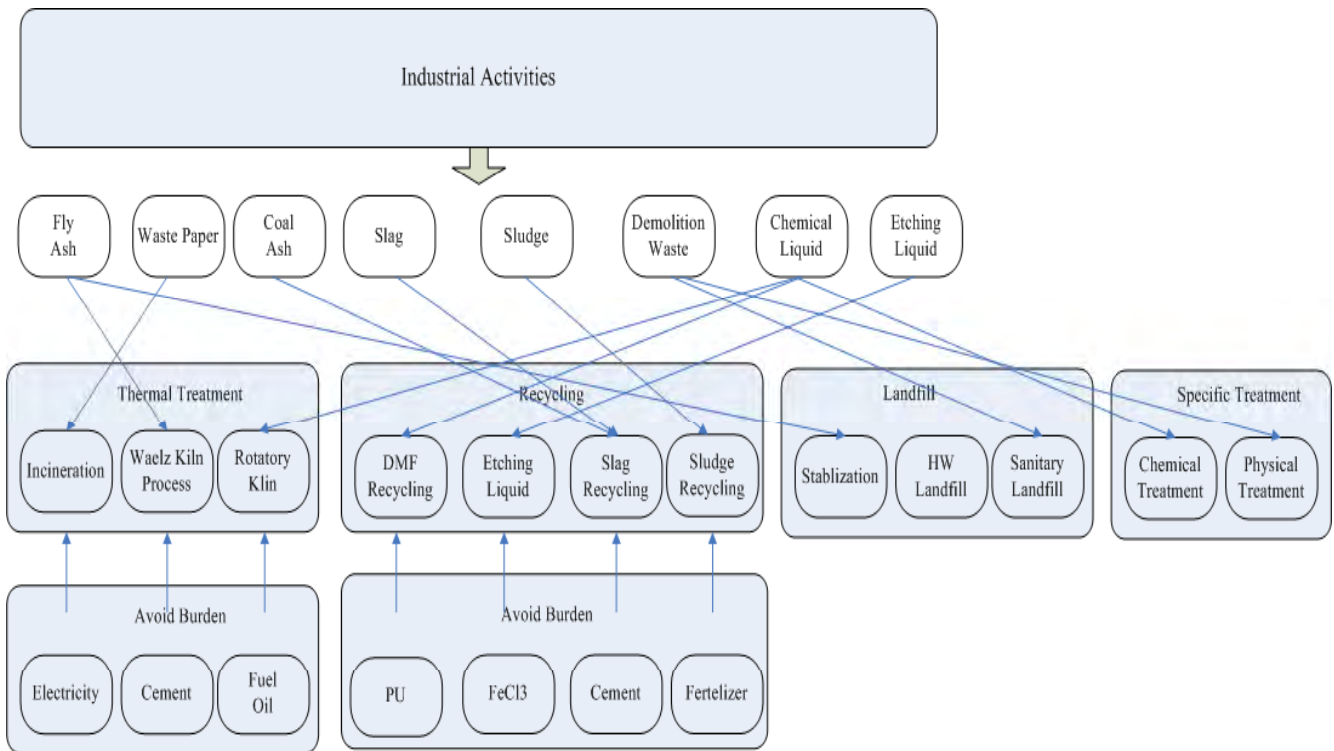 Industrial Activities
Fly
Ash
Waste Paper
Coal
Ash
Slag
Sludge
Demolition
Waste
Chemical
Liquid
Etching
Liquid
Thermal Treatment
Incineration
Waelz Kiln
Process
Rotatory
Klin
Recycling
DMF
Recycling
Etching
Liquid
Slag
Recycling
Sludge
Recycling
Landfill
Stablization
HW
Landfill
Sanitary
Landfill
Specific Treatment
Chemical
Treatment
Physical
Treatment
Avoid Burden
Electricity
Cement
Fuel
Oil
Avoid Burden
PU
FeCl3
Cement
Fertelizer